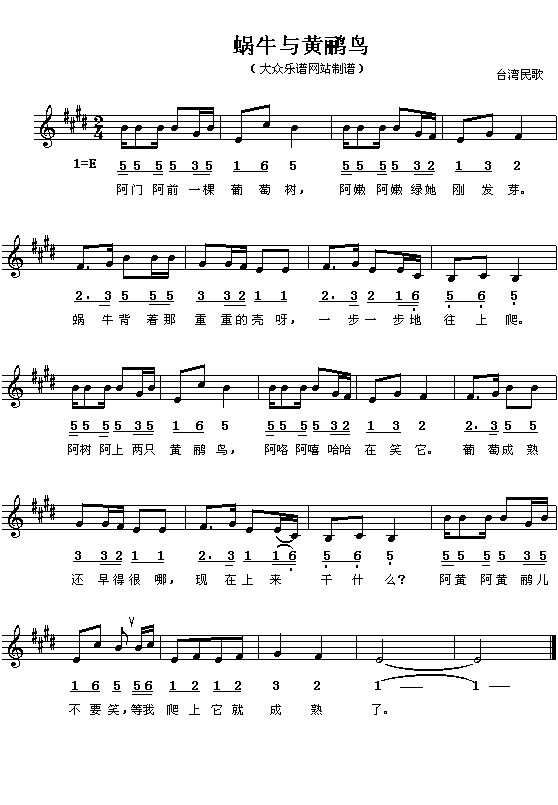 蜗牛与黄鹂鸟
（大众乐谱网站制谱）
台湾民歌
2/4
1=E 5 5 5 5 3 5 1 6 5 5 5 5 5 3 2 1 3 2
阿门 阿前 一棵 葡 萄 树， 阿嫩 阿嫩 绿地 刚 发 芽。
2. 3 5 5 5 3 3 2 1 1 2. 3 2 1 6 5 6 5
蜗 牛 背 着 那 重 重的 壳 呀， 一 步 一 步 地 往 上 爬。
5 5 5 5 3 5 1 6 5 5 5 5 5 3 2 1 3 2 2. 3 5 5
阿树 阿上 两只 黄 鹂 鸟， 阿咯 阿嘻 哈哈 在 笑 它。 葡 萄 成 熟
3 3 2 1 1 2. 3 1 1 6 5 6 5 5 5 5 5 3 5
还 早得 很 哪， 现 在 上 来 干 什 么？ 阿黄 阿黄 鹂儿
V
1 6 5 5 6 1 2 1 2 3 2 1 — 1 —
不 要 笑，等我 爬 上 它 就 成 熟 了。